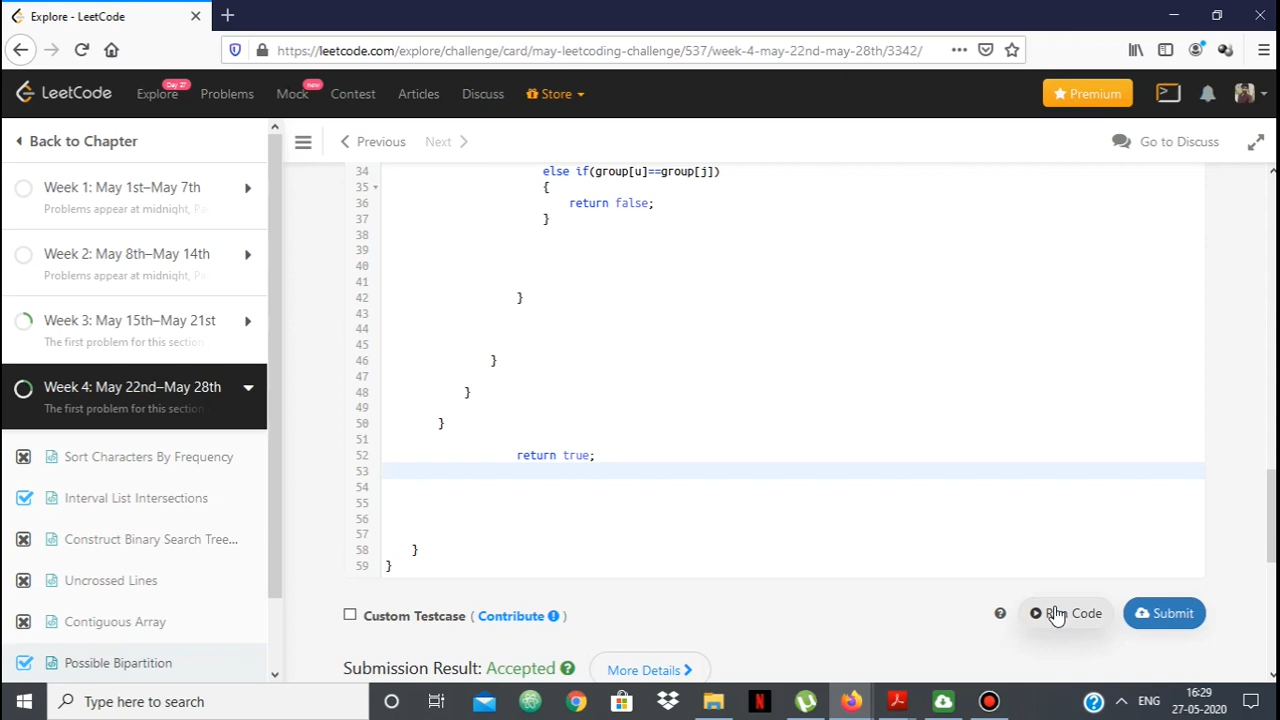 Explore - LeetCode
https://leetcode.com/explore/challenge/card/may-leetcoding-challenge/537/week-4-may-22nd-may-28th/3342/
LeetCode
Explore
Day 27
Problems
Mock
new
Contest
Articles
Discuss
Store
Premium
Back to Chapter
Previous
Next
Go to Discuss
Week 1: May 1st–May 7th
Problems appear at midnight,
Week 2: May 8th–May 14th
Problems appear at midnight,
Week 3: May 15th–May 21st
The first problem for this section
Week 4: May 22nd–May 28th
The first problem for this section
Sort Characters By Frequency
Interval List Intersections
Construct Binary Search Tree...
Uncrossed Lines
Contiguous Array
Possible Bipartition
34 else if(group[u]==group[j])
35 {
36 return false;
37 }
38
39
40
41
42 }
43
44
45
46 }
47
48 }
49
50 }
51
52 return true;
53
54
55
56
57
58 }
59 }
Custom Testcase ( Contribute )
Run Code
Submit
Submission Result: Accepted
More Details
Type here to search
ENG
16:29
27-05-2020